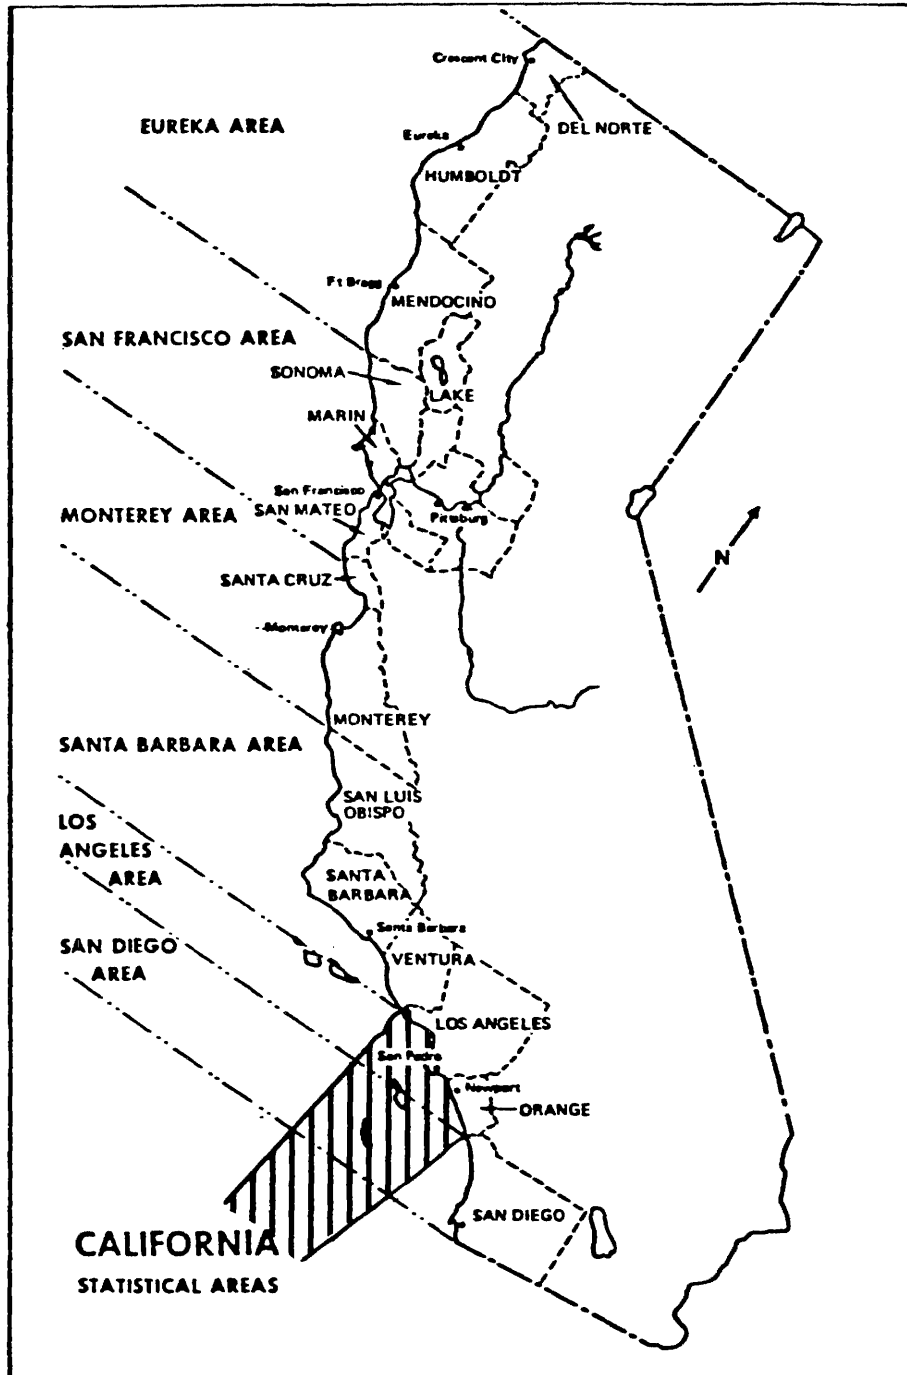 Crescent City
DEL NORTE
EUREKA AREA
Eureka
HUMBOLDT
Ft Bragg
MENDOCINO
SAN FRANCISCO AREA
SONOMA
LAKE
MARIN
San Francisco
SAN MATEO
MONTEREY AREA
Pittsburg
N
SANTA CRUZ
Monterey
MONTEREY
SANTA BARBARA AREA
SAN LUIS
OBISPO
LOS
ANGELES
AREA
SANTA
BARBARA
Santa Barbara
SAN DIEGO
AREA
VENTURA
LOS ANGELES
San Pedro
Newport
ORANGE
SAN DIEGO
CALIFORNIA
STATISTICAL AREAS